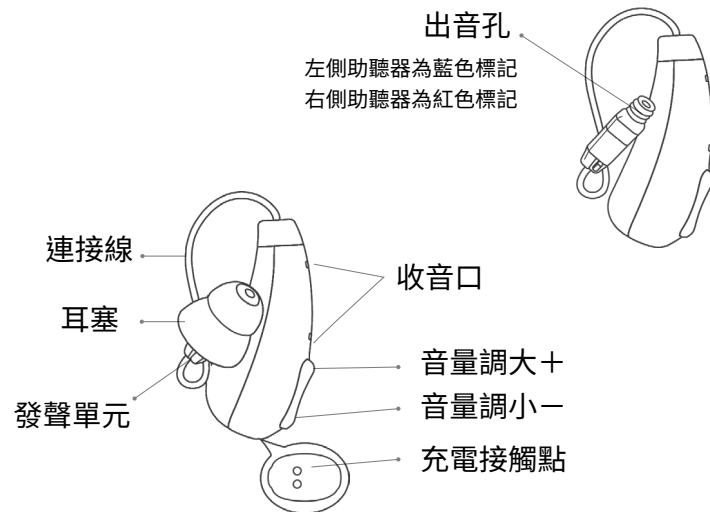 出音孔
左側助聽器為藍色標記
右側助聽器為紅色標記
連接線
收音口
耳塞
音量調大＋
音量調小－
發聲單元
充電接觸點